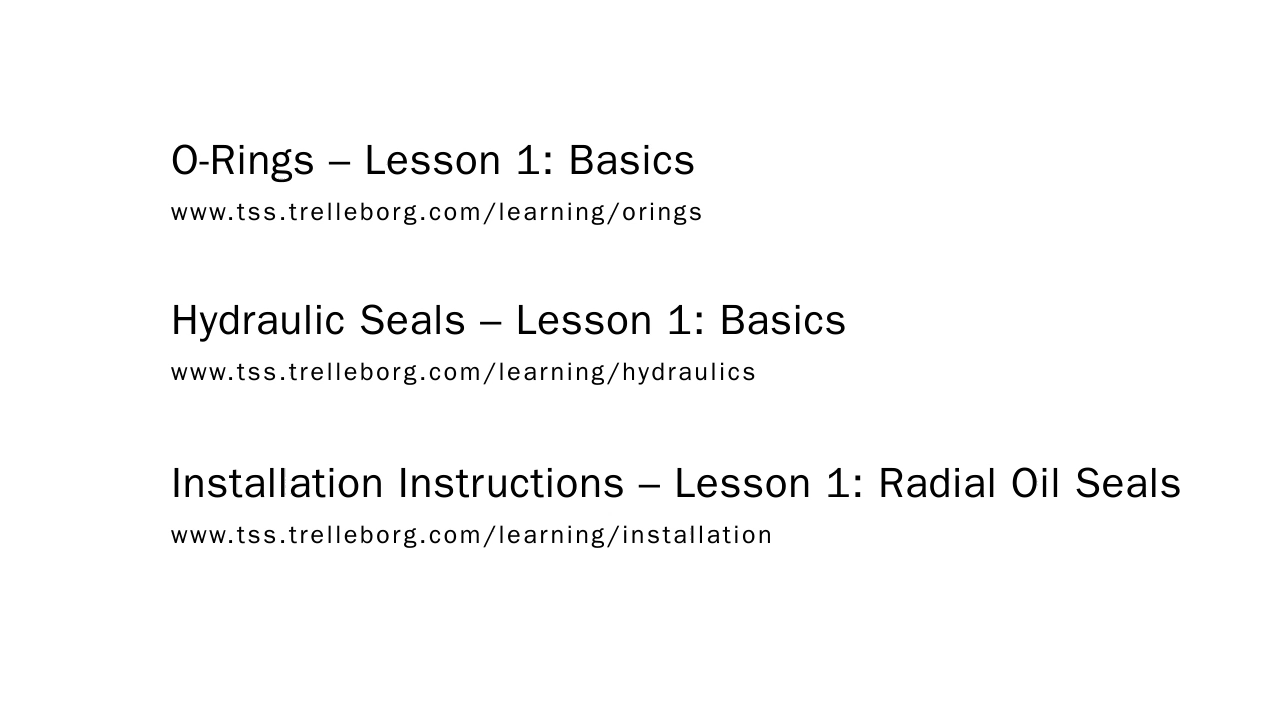 O-Rings – Lesson 1: Basics
www.tss.trelleborg.com/learning/orings
Hydraulic Seals – Lesson 1: Basics
www.tss.trelleborg.com/learning/hydraulics
Installation Instructions – Lesson 1: Radial Oil Seals
www.tss.trelleborg.com/learning/installation